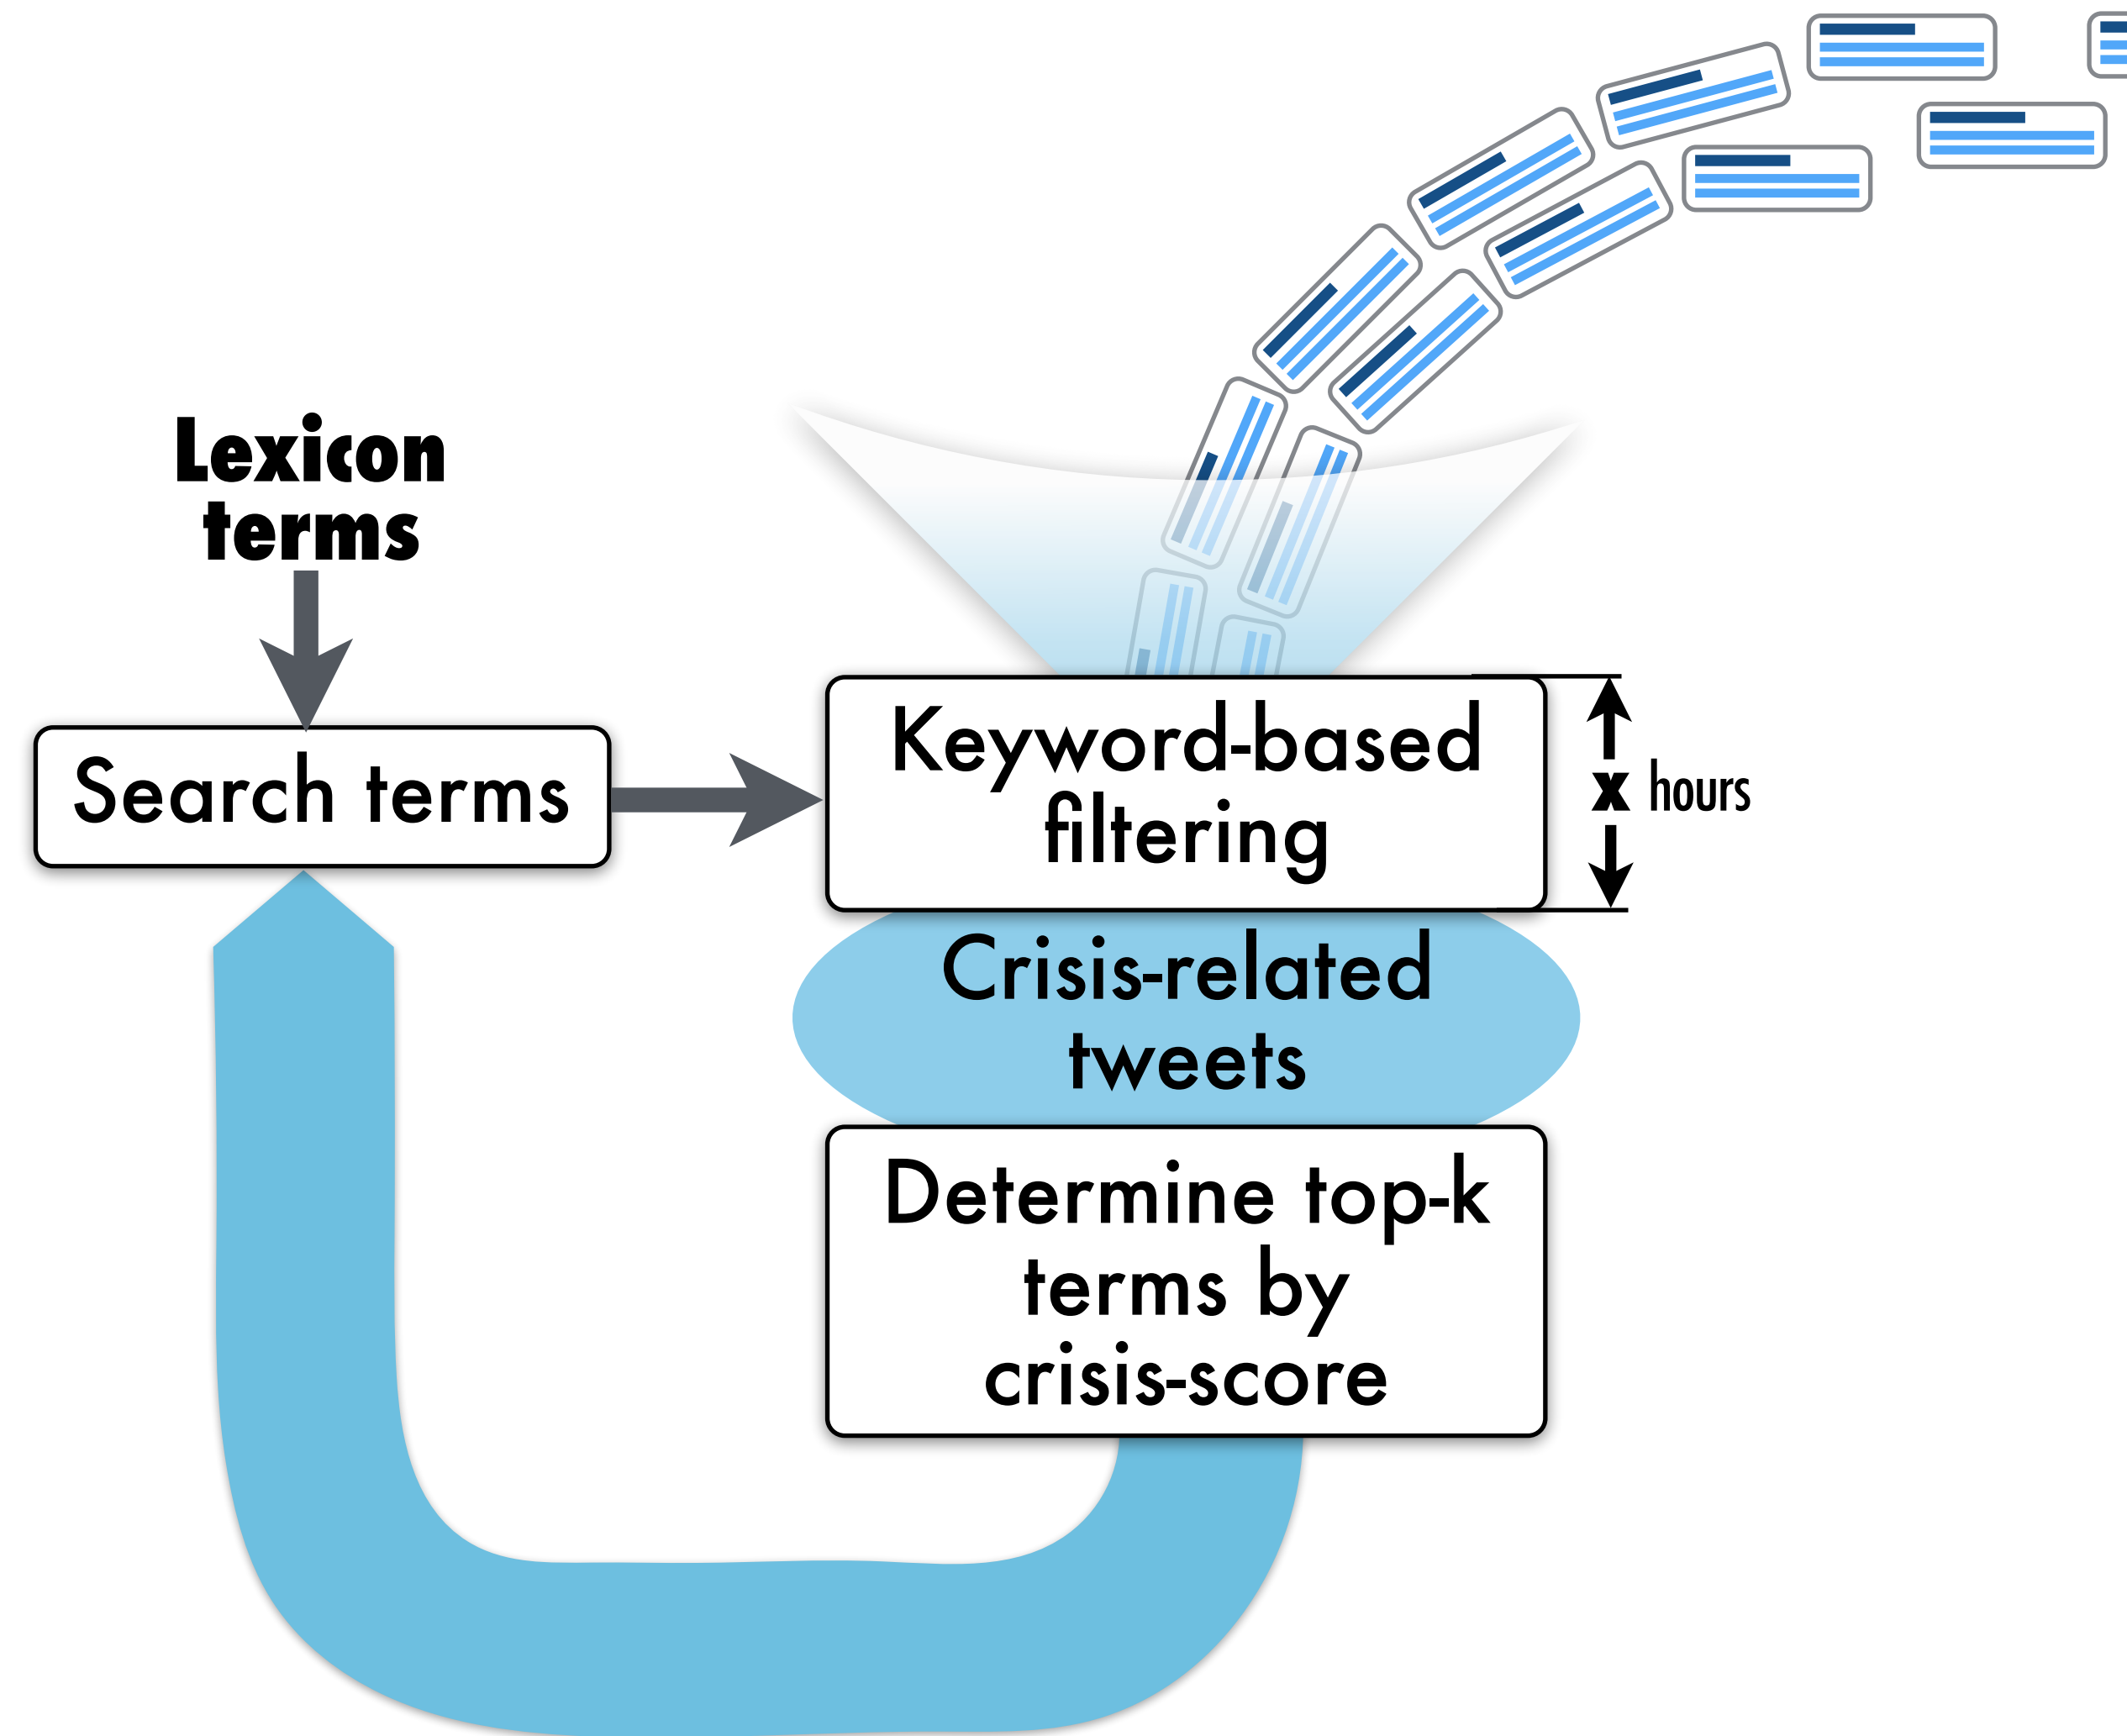 Lexicon
terms
Search terms
Keyword-based
filtering
x hours
Crisis-related
tweets
Determine top-k
terms by
crisis-score